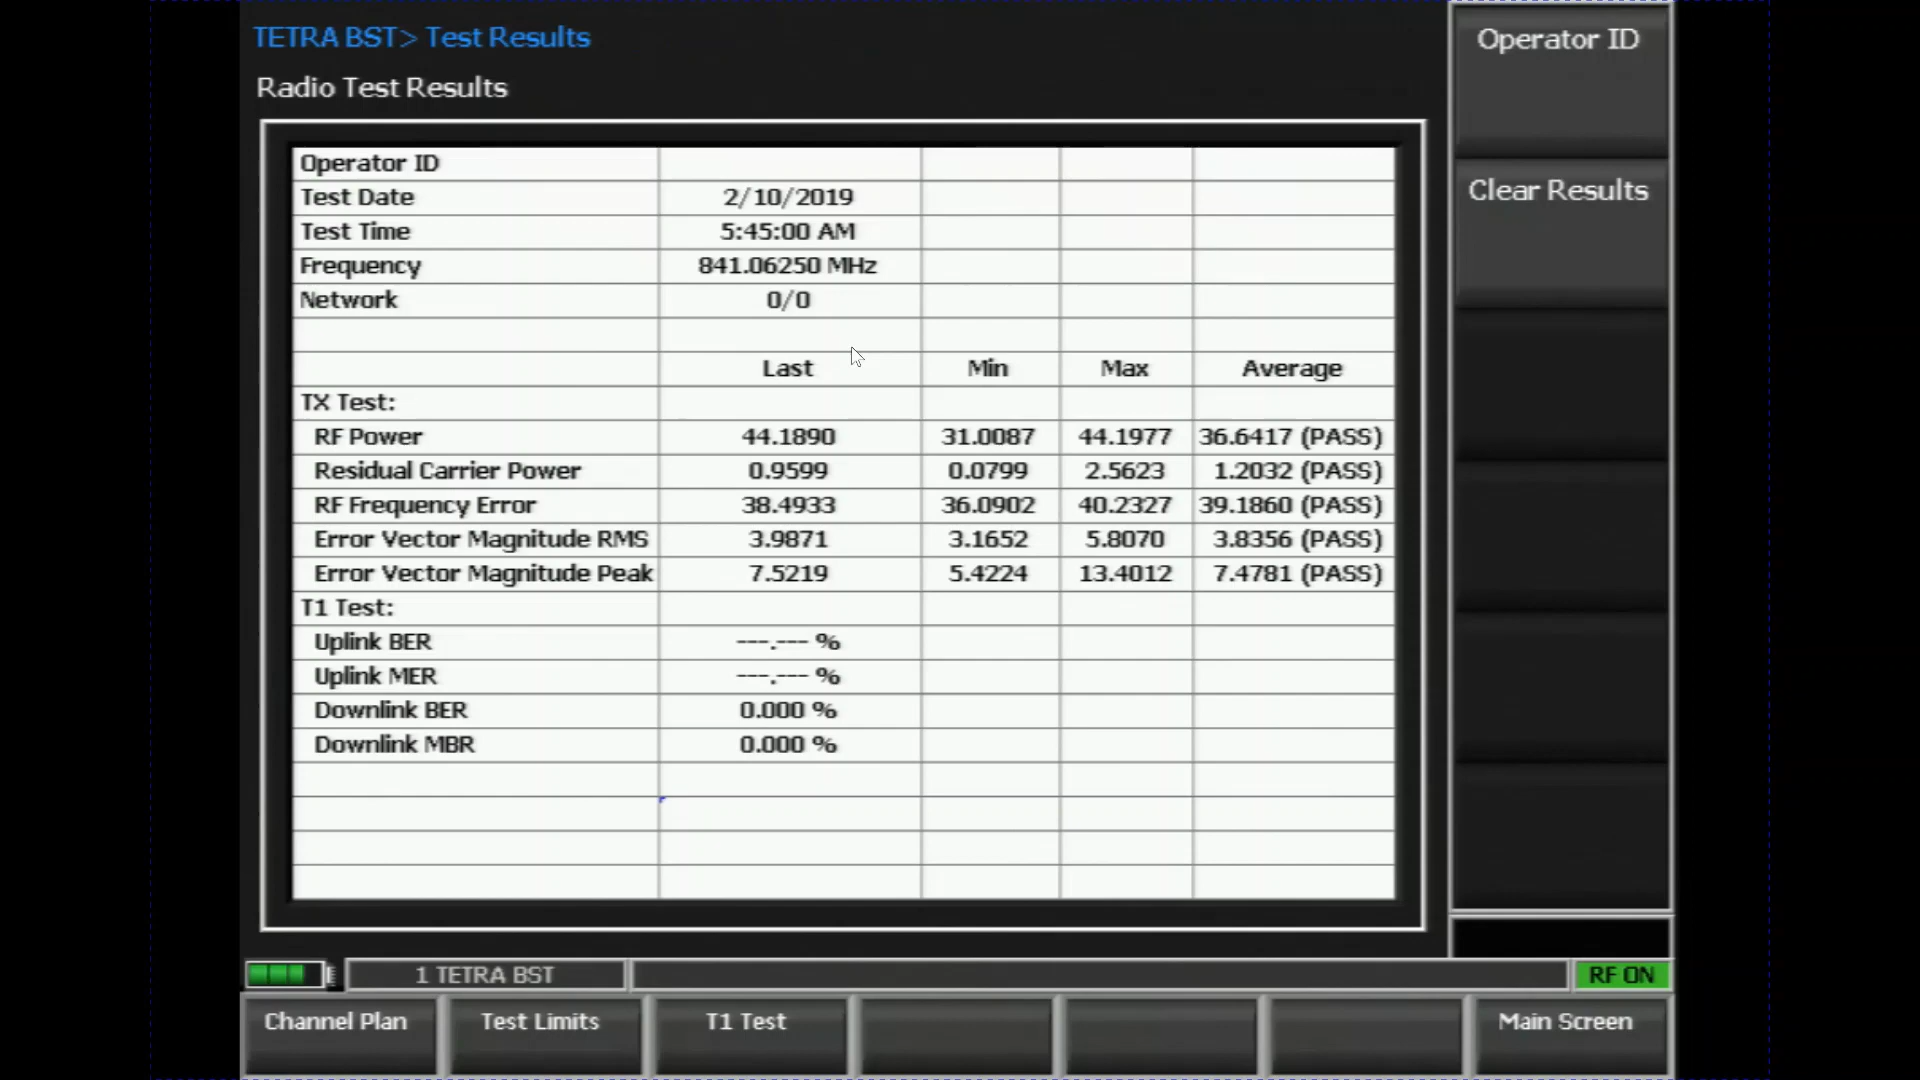 TETRA BST> Test Results
Radio Test Results
Operator ID
Test Date 2/10/2019
Test Time 5:45:00 AM
Frequency 841.06250 MHz
Network 0/0
Last Min Max Average
TX Test:
RF Power 44.1890 31.0087 44.1977 36.6417 (PASS)
Residual Carrier Power 0.9599 0.0799 2.5623 1.2032 (PASS)
RF Frequency Error 38.4933 36.0902 40.2327 39.1860 (PASS)
Error Vector Magnitude RMS 3.9871 3.1652 5.8070 3.8356 (PASS)
Error Vector Magnitude Peak 7.5219 5.4224 13.4012 7.4781 (PASS)
T1 Test:
Uplink BER ---.--- %
Uplink MER ---.--- %
Downlink BER 0.000 %
Downlink MBR 0.000 %
Operator ID
Clear Results
1 TETRA BST
RF ON
Channel Plan
Test Limits
T1 Test
Main Screen